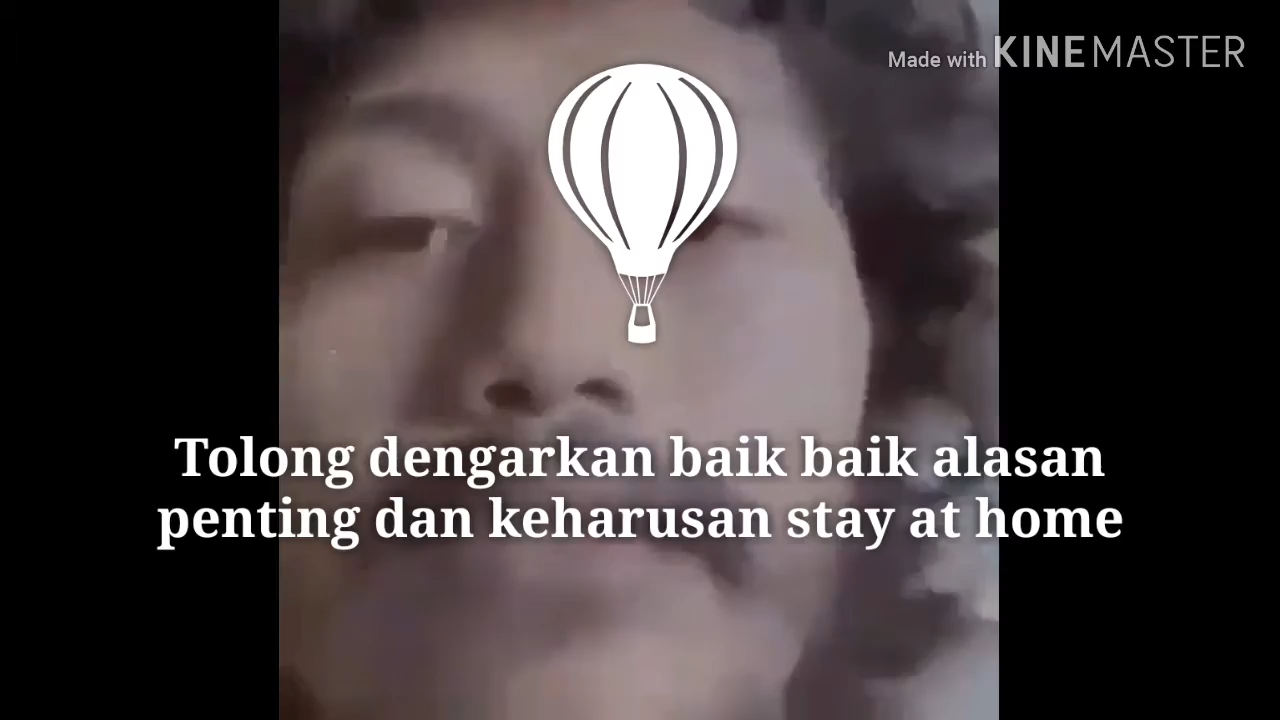 Made with KINEMASTER
Tolong dengarkan baik baik alasan
penting dan keharusan stay at home